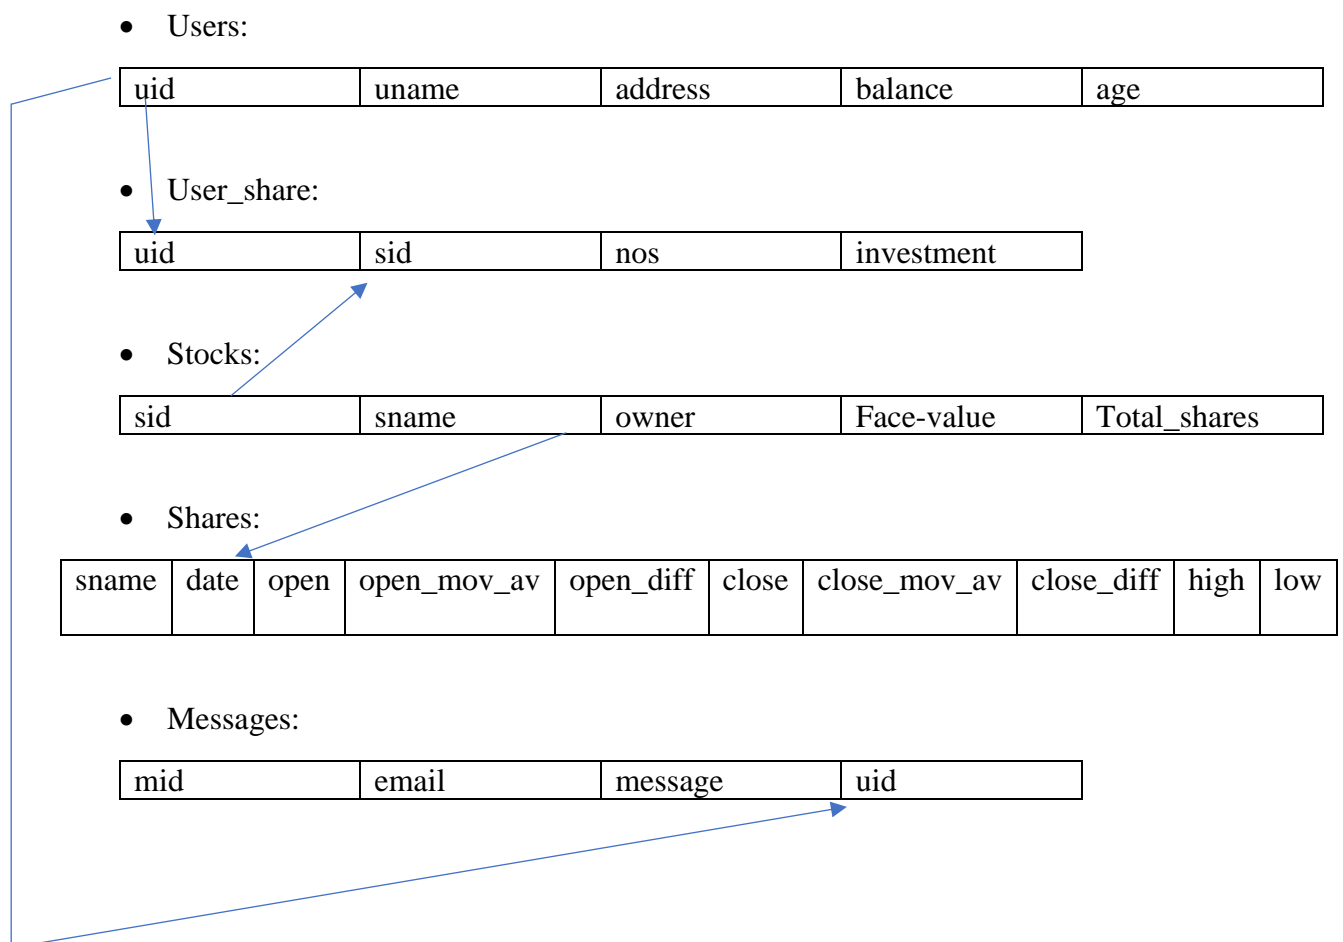 • Users:
uid uname address balance age
• User_share:
uid sid nos investment
• Stocks:
sid sname owner Face-value Total_shares
• Shares:
sname date open open_mov_av open_diff close close_mov_av close_diff high low
• Messages:
mid email message uid